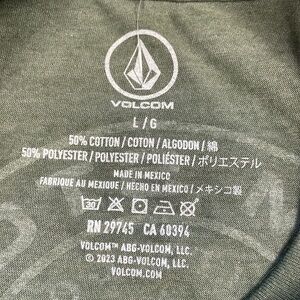 VOLCOM
L / G
50% COTTON / COTON / ALGODON / 綿
50% POLYESTER / POLYESTER / POLIÉSTER / ポリエステル
MADE IN MEXICO
FABRIQUE AU MEXIQUE / HECHO EN MEXICO / メキシコ製
30
RN 29745 CA 60394
VOLCOM™ ABG-VOLCOM, LLC.
© 2023 ABG-VOLCOM, LLC.
VOLCOM.COM